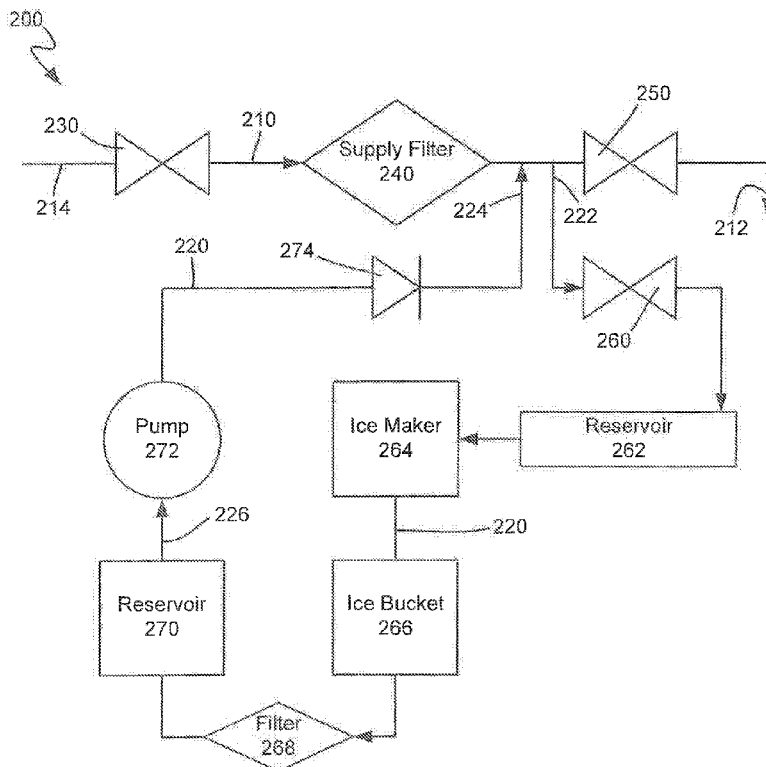 200
230
210
250
Supply Filter
240
214
224
222
212
220
274
260
Pump
272
Ice Maker
264
Reservoir
262
226
220
Reservoir
270
Ice Bucket
266
Filter
268